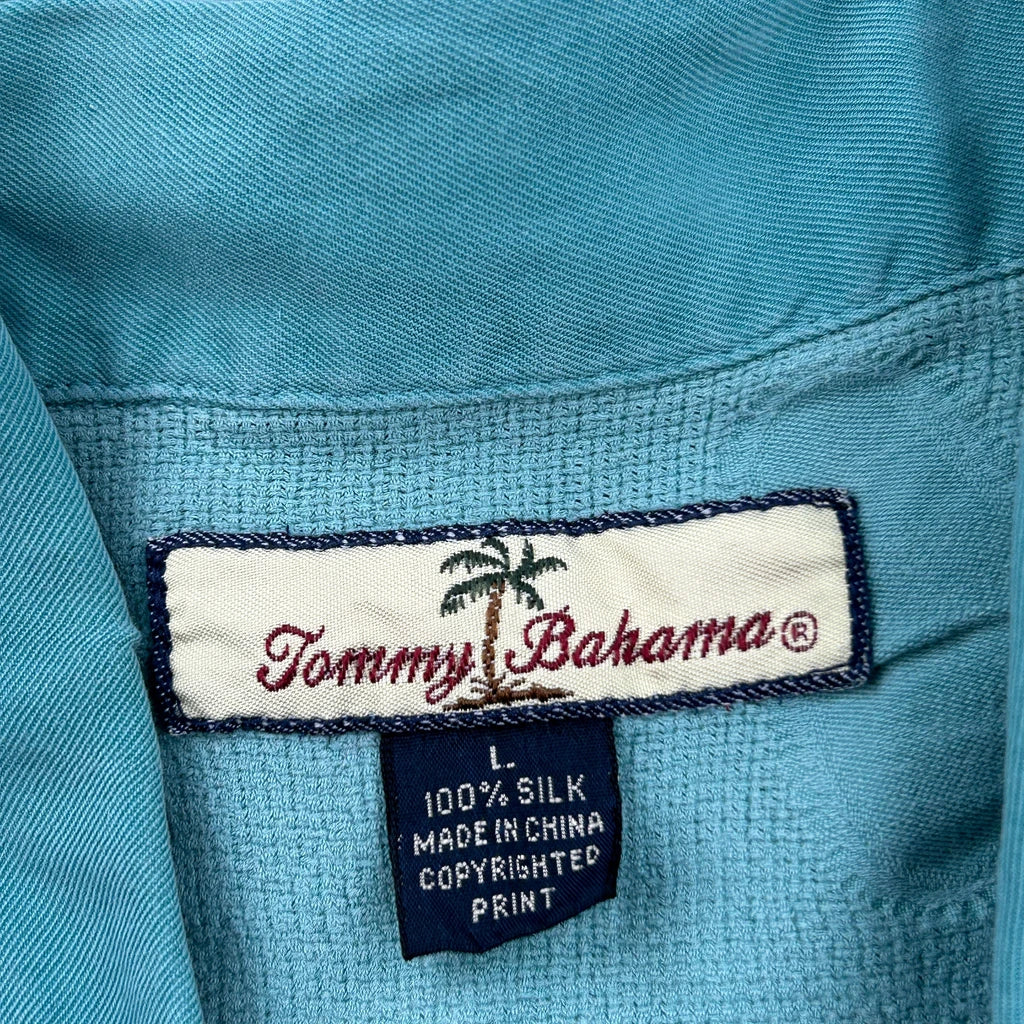 Tommy Bahama®
L.
100% SILK
MADE IN CHINA
COPYRIGHTED
PRINT